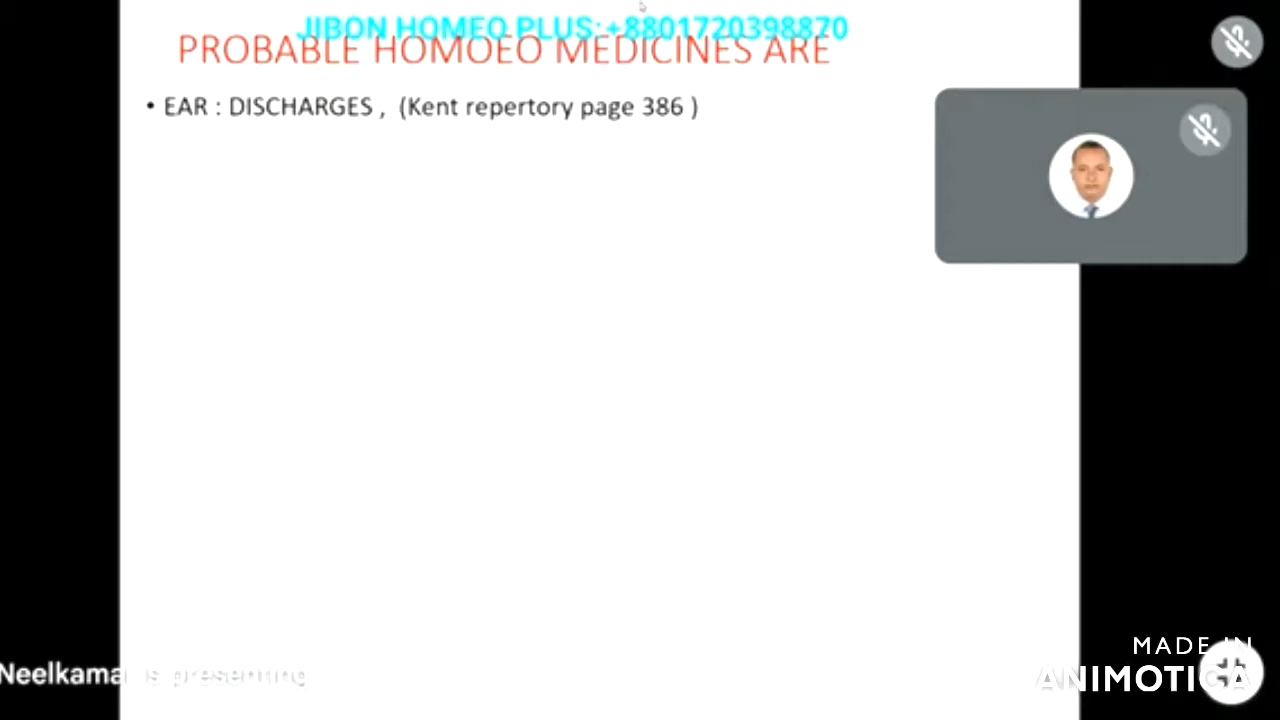 JIBON HOMEO PLUS:+8801720398870
PROBABLE HOMOEO MEDICINES ARE
• EAR : DISCHARGES , (Kent repertory page 386 )
Neelkamal is presenting
MADE IN
ANIMOTICA